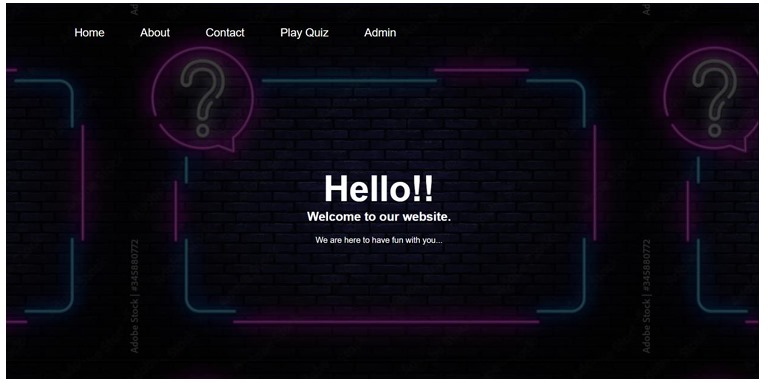 Home About Contact Play Quiz Admin
Hello!!
Welcome to our website.
We are here to have fun with you...
Adobe Stock | #345880772
Adobe Stock | #345880772